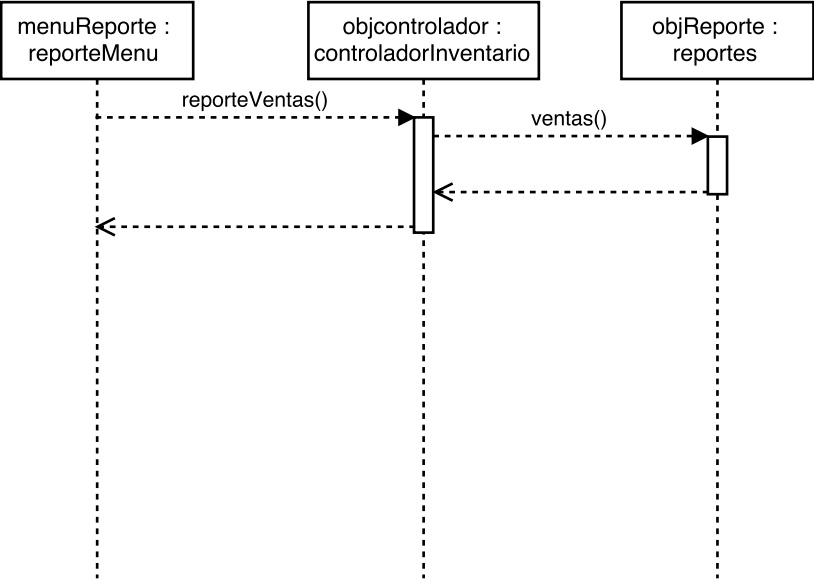 menuReporte :
reporteMenu
objcontrolador :
controladorInventario
objReporte :
reportes
reporteVentas()
ventas()